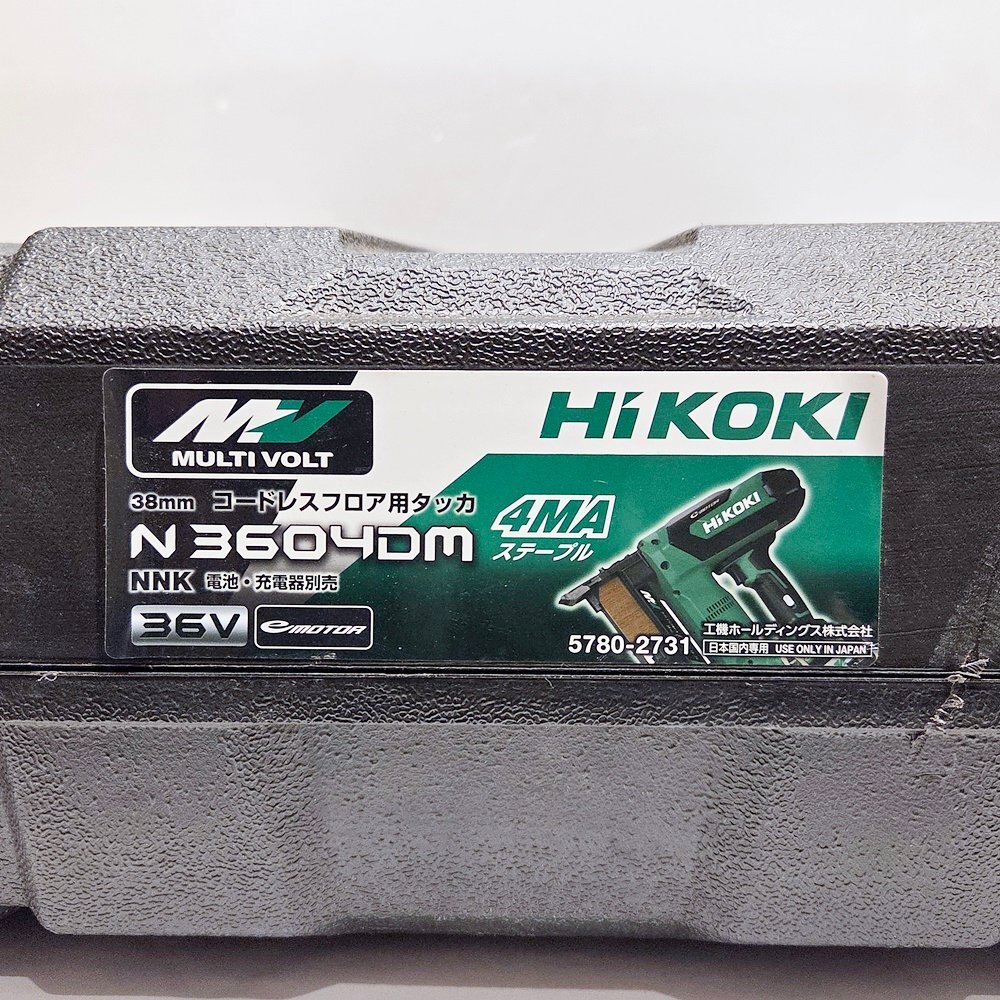 MV
MULTI VOLT
HiKOKI
38mm コードレスフロア用タッカ
N 3604DM
4MA
ステープル
NNK 電池・充電器別売
36V
e MOTOR
HiKOKI
5780-2731
工機ホールディングス株式会社
日本国内専用 USE ONLY IN JAPAN